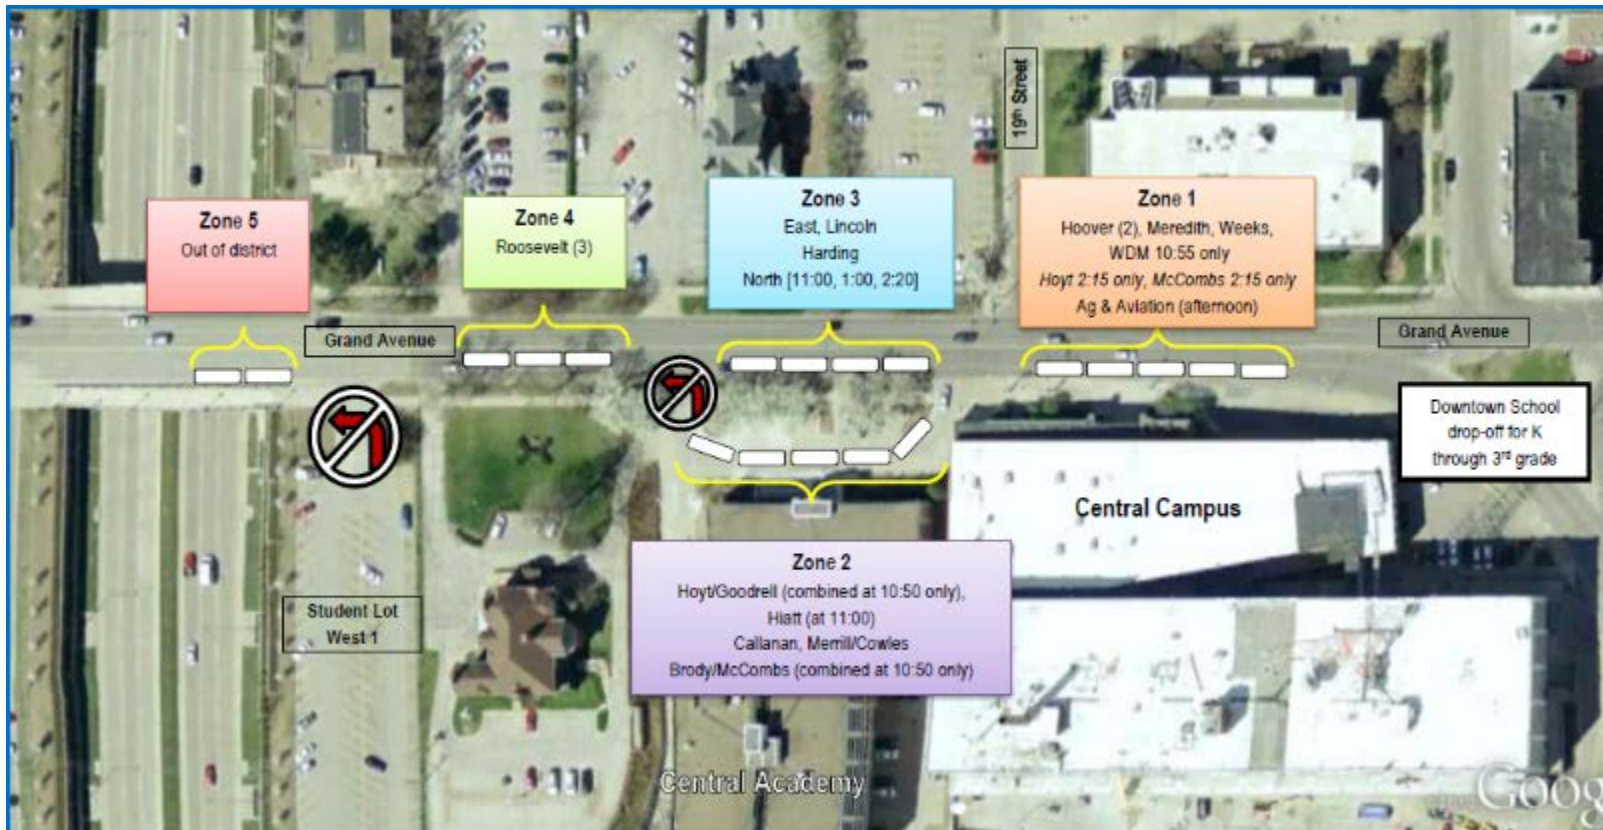 19th Street
Zone 5
Out of district
Zone 4
Roosevelt (3)
Zone 3
East, Lincoln
Harding
North [11:00, 1:00, 2:20]
Zone 1
Hoover (2), Meredith, Weeks,
WDM 10:55 only
Hoyt 2:15 only, McCombs 2:15 only
Ag & Aviation (afternoon)
Grand Avenue
Grand Avenue
Downtown School
drop-off for K
through 3rd grade
Central Campus
Zone 2
Hoyt/Goodrell (combined at 10:50 only),
Hiatt (at 11:00)
Callanan, Merrill/Cowles
Brody/McCombs (combined at 10:50 only)
Student Lot
West 1
Central Academy
Goog